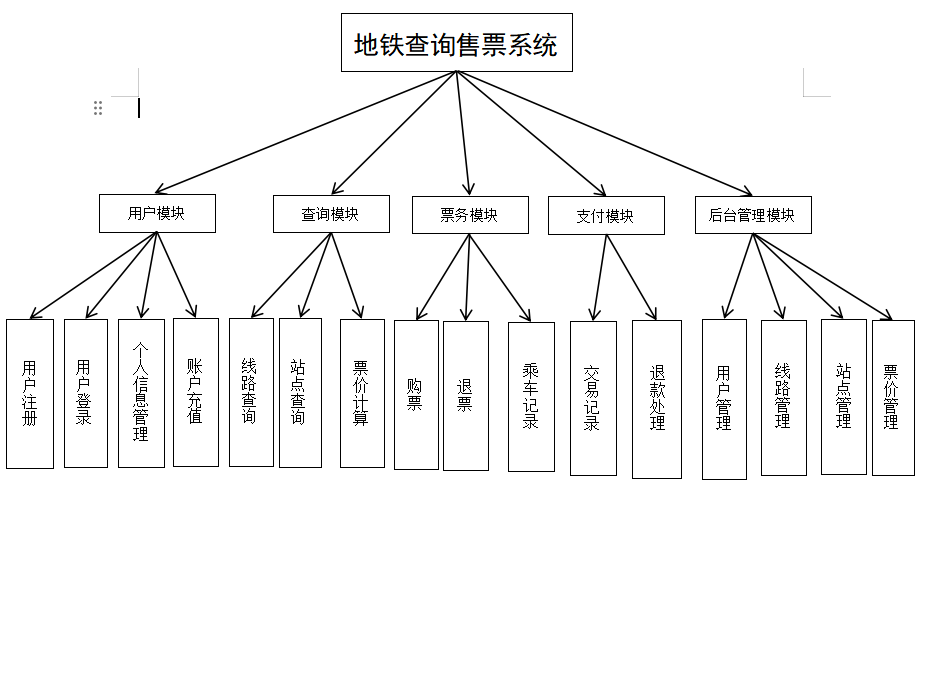 地铁查询售票系统
用户模块
查询模块
票务模块
支付模块
后台管理模块
用户注册
用户登录
个人信息管理
账户充值
线路查询
站点查询
票价计算
购票
退票
乘车记录
交易记录
退款处理
用户管理
线路管理
站点管理
票价管理